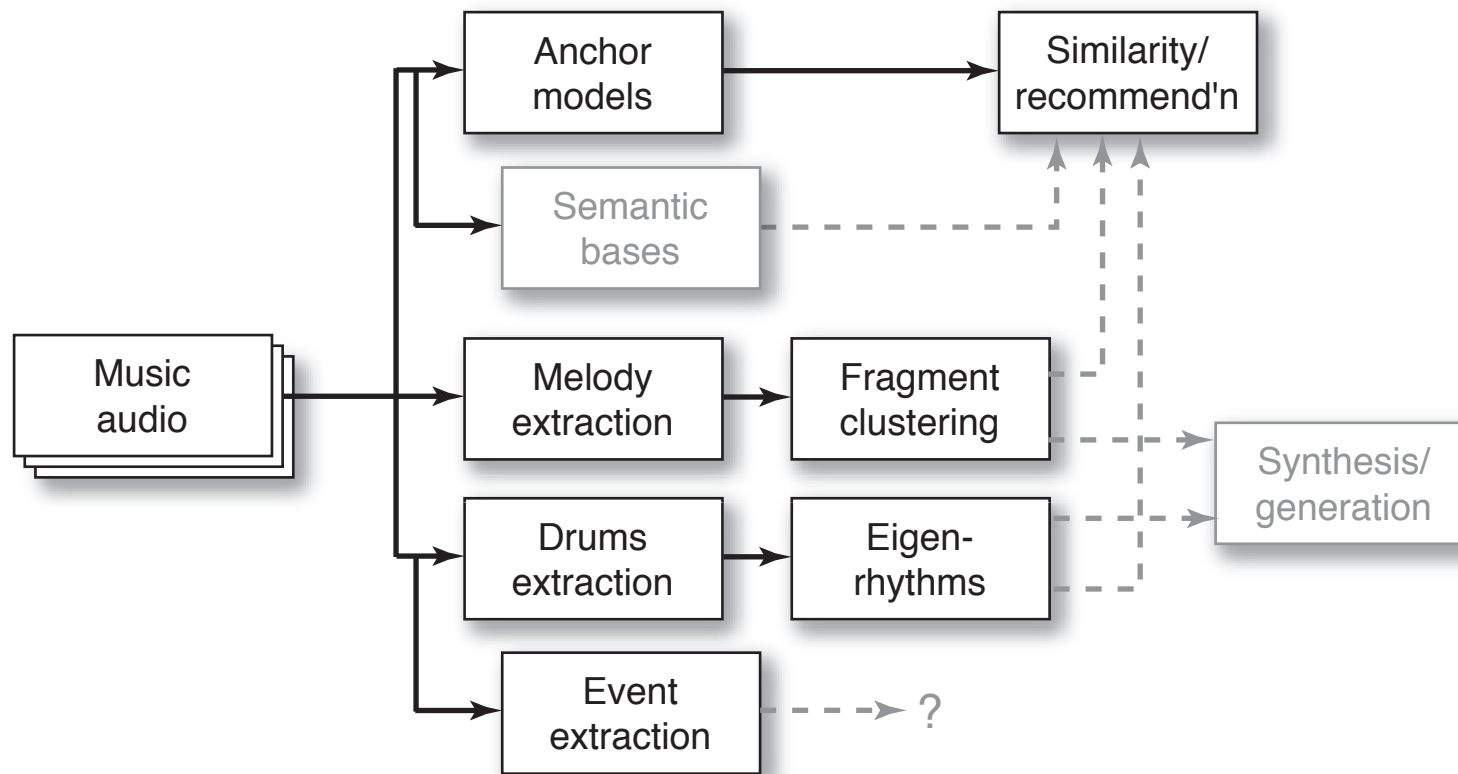 Anchor
models
Similarity/
recommend'n
Semantic
bases
Music
audio
Melody
extraction
Fragment
clustering
Synthesis/
generation
Drums
extraction
Eigen-
rhythms
Event
extraction
?